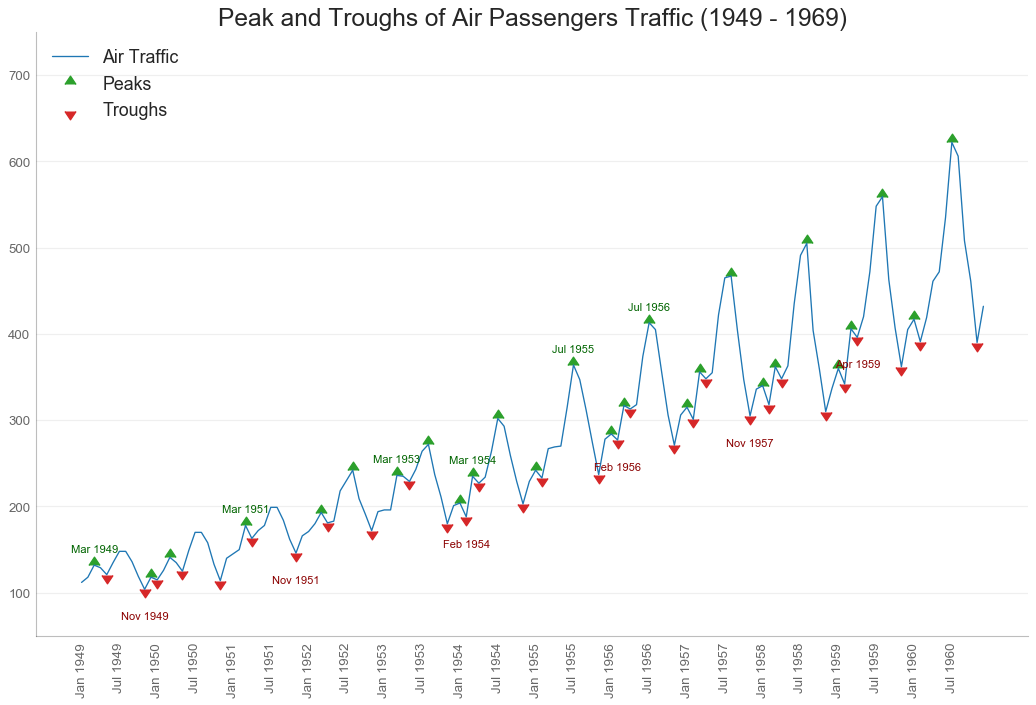 Peak and Troughs of Air Passengers Traffic (1949 - 1969)
Air Traffic
Peaks
Troughs
700
600
500
400
300
200
100
Jul 1956
Jul 1955
Apr 1959
Mar 1953
Mar 1954
Feb 1956
Nov 1957
Mar 1951
Mar 1949
Feb 1954
Nov 1951
Nov 1949
Jan 1949
Jul 1949
Jan 1950
Jul 1950
Jan 1951
Jul 1951
Jan 1952
Jul 1952
Jan 1953
Jul 1953
Jan 1954
Jul 1954
Jan 1955
Jul 1955
Jan 1956
Jul 1956
Jan 1957
Jul 1957
Jan 1958
Jul 1958
Jan 1959
Jul 1959
Jan 1960
Jul 1960